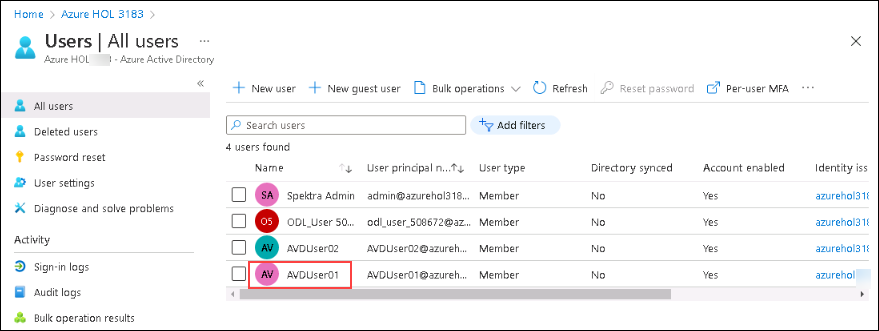 Home > Azure HOL 3183 >
Users | All users ...
Azure HOL 3 - Azure Active Directory
«
+ New user + New guest user Bulk operations Refresh Reset password Per-user MFA ...
All users
Deleted users
Password reset
User settings
Diagnose and solve problems
Activity
Sign-in logs
Audit logs
Bulk operation results
Search users
Add filters
4 users found
Name ↑↓ User principal n...↑↓ User type Directory synced Account enabled Identity iss
SA Spektra Admin admin@azurehol318... Member No Yes azurehol318
O5 ODL_User 50... odl_user_508672@az... Member No Yes azurehol318
AV AVDUser02 AVDUser02@azureh... Member No Yes azurehol318
AV AVDUser01 AVDUser01@azureh... Member No Yes azurehol